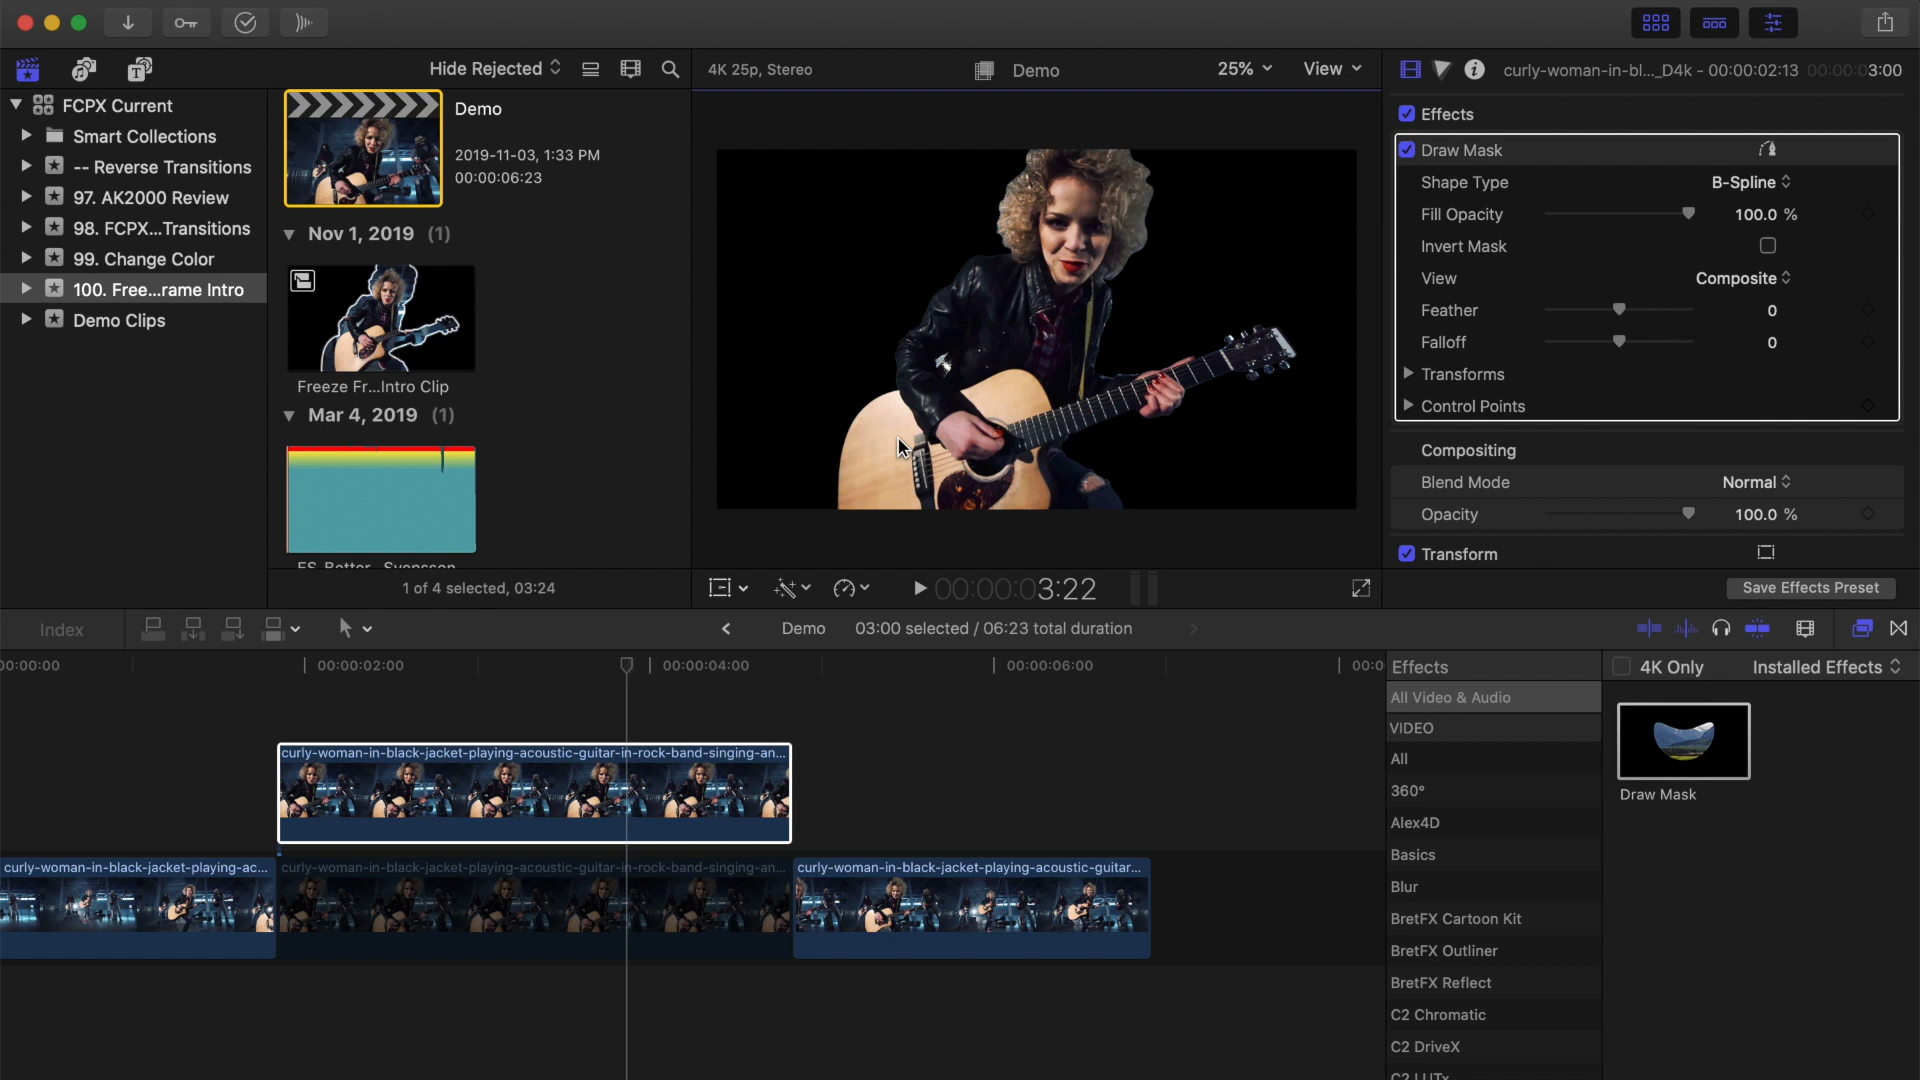 Hide Rejected
4K 25p, Stereo
Demo
25%
View
curly-woman-in-bl..._D4k - 00:00:02:13
00:00:03:00
FCPX Current
Smart Collections
-- Reverse Transitions
97. AK2000 Review
98. FCPX...Transitions
99. Change Color
100. Free...rame Intro
Demo Clips
Demo
2019-11-03, 1:33 PM
00:00:06:23
Nov 1, 2019 (1)
Freeze Fr...Intro Clip
Mar 4, 2019 (1)
1 of 4 selected, 03:24
00:00:03:22
Effects
Draw Mask
Shape Type
B-Spline
Fill Opacity
100.0 %
Invert Mask
View
Composite
Feather
0
Falloff
0
Transforms
Control Points
Compositing
Blend Mode
Normal
Opacity
100.0 %
Transform
Save Effects Preset
Index
Demo
03:00 selected / 06:23 total duration
00:00:02:00
00:00:04:00
00:00:06:00
curly-woman-in-black-jacket-playing-acoustic-guitar-in-rock-band-singing-an...
curly-woman-in-black-jacket-playing-ac...
curly-woman-in-black-jacket-playing-acoustic-guitar-in-rock-band-singing-an...
curly-woman-in-black-jacket-playing-acoustic-guitar...
Effects
4K Only
Installed Effects
All Video & Audio
VIDEO
All
360°
Alex4D
Basics
Blur
BretFX Cartoon Kit
BretFX Outliner
BretFX Reflect
C2 Chromatic
C2 DriveX
Draw Mask